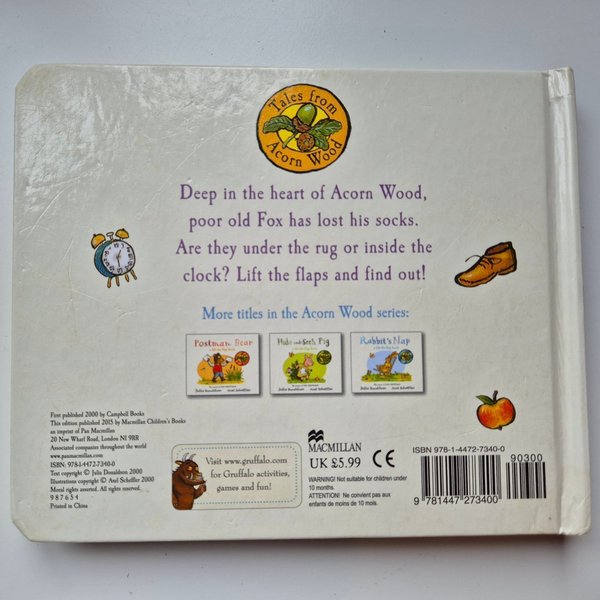 Tales from
Acorn Wood
Deep in the heart of Acorn Wood,
poor old Fox has lost his socks.
Are they under the rug or inside the
clock? Lift the flaps and find out!
More titles in the Acorn Wood series:
Postman Bear
Julia Donaldson Axel Scheffler
Hide-and-Seek Pig
Julia Donaldson Axel Scheffler
Rabbit's Nap
Julia Donaldson Axel Scheffler
First published 2000 by Campbell Books
This edition published 2015 by Macmillan Children's Books
an imprint of Pan Macmillan
20 New Wharf Road, London N1 9RR
Associated companies throughout the world
www.panmacmillan.com
ISBN: 978-1-4472-7340-0
Text copyright © Julia Donaldson 2000
Illustrations copyright © Axel Scheffler 2000
Moral rights asserted. All rights reserved.
9 8 7 6 5 4
Printed in China
Visit www.gruffalo.com
for Gruffalo activities,
games and fun!
MACMILLAN
UK £5.99 CE
WARNING! Not suitable for children under
10 months.
ATTENTION! Ne convient pas aux
enfants de moins de 10 mois.
ISBN 978-1-4472-7340-0
90300
9 781447 273400